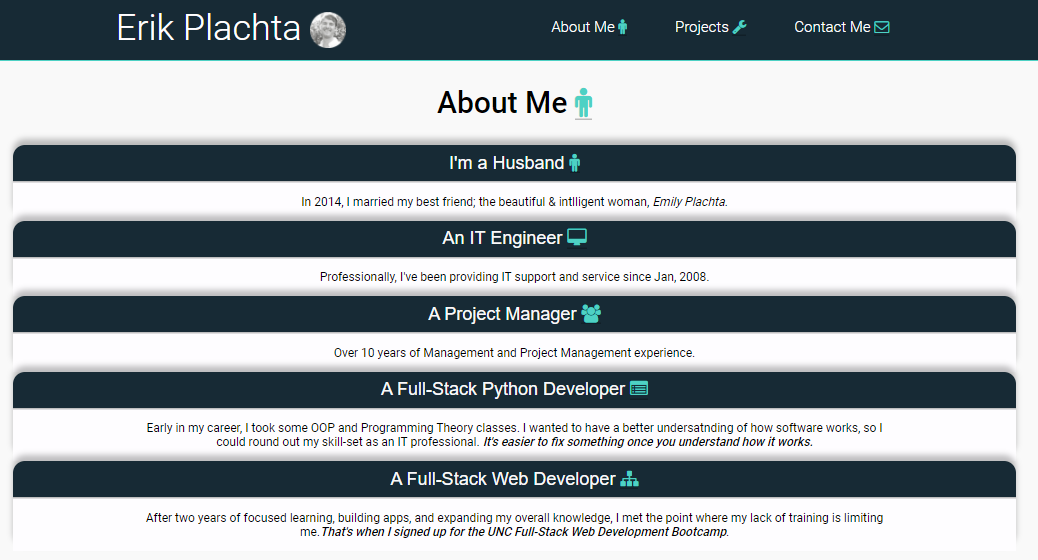 Erik Plachta
About Me
Projects
Contact Me
About Me
I'm a Husband
In 2014, I married my best friend; the beautiful & intlligent woman, Emily Plachta.
An IT Engineer
Professionally, I've been providing IT support and service since Jan, 2008.
A Project Manager
Over 10 years of Management and Project Management experience.
A Full-Stack Python Developer
Early in my career, I took some OOP and Programming Theory classes. I wanted to have a better undersatnding of how software works, so I
could round out my skill-set as an IT professional. It's easier to fix something once you understand how it works.
A Full-Stack Web Developer
After two years of focused learning, building apps, and expanding my overall knowledge, I met the point where my lack of training is limiting
me.That's when I signed up for the UNC Full-Stack Web Development Bootcamp.